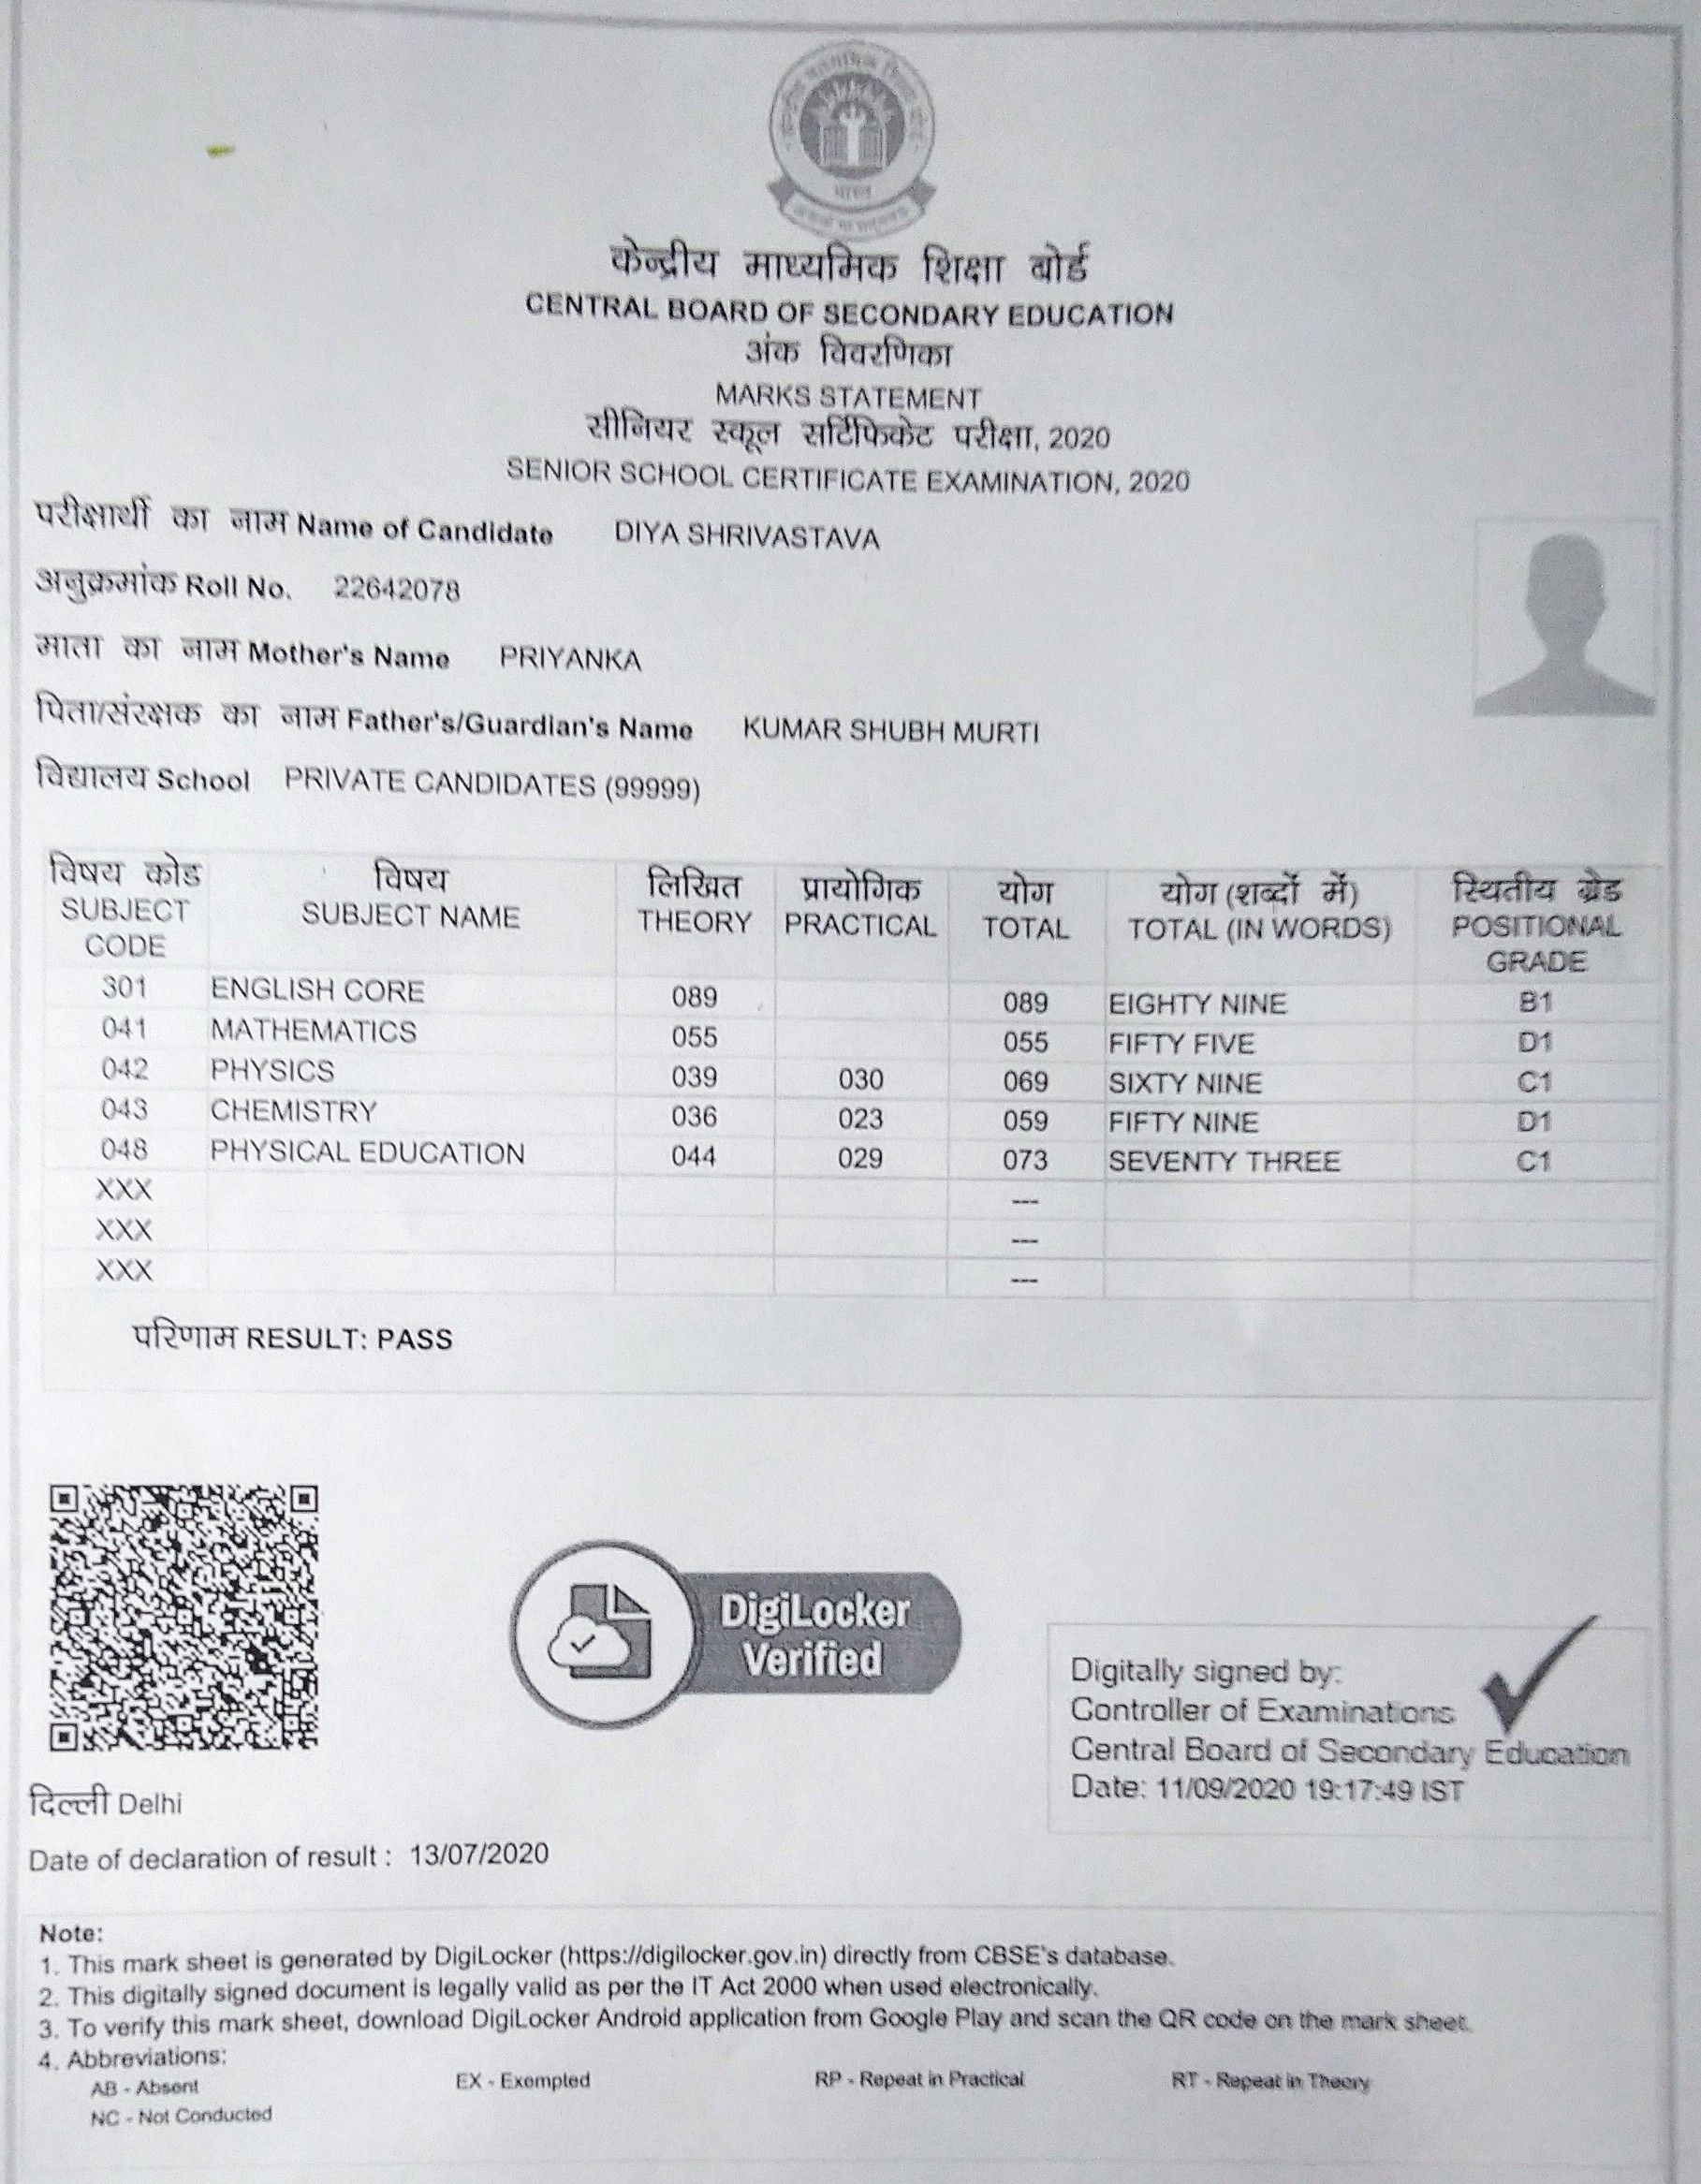 भारत
केन्द्रीय माध्यमिक शिक्षा बोर्ड
CENTRAL BOARD OF SECONDARY EDUCATION
अंक विवरणिका
MARKS STATEMENT
सीनियर स्कूल सर्टिफिकेट परीक्षा, 2020
SENIOR SCHOOL CERTIFICATE EXAMINATION, 2020
परीक्षार्थी का नाम Name of Candidate DIYA SHRIVASTAVA
अनुक्रमांक Roll No. 22642078
माता का नाम Mother's Name PRIYANKA
पिता/संरक्षक का नाम Father's/Guardian's Name KUMAR SHUBH MURTI
विद्यालय School PRIVATE CANDIDATES (99999)
विषय कोड विषय लिखित प्रायोगिक योग योग (शब्दों में) स्थितीय ग्रेड
SUBJECT SUBJECT NAME THEORY PRACTICAL TOTAL TOTAL (IN WORDS) POSITIONAL
CODE GRADE
301 ENGLISH CORE 089 089 EIGHTY NINE B1
041 MATHEMATICS 055 055 FIFTY FIVE D1
042 PHYSICS 039 030 069 SIXTY NINE C1
043 CHEMISTRY 036 023 059 FIFTY NINE D1
048 PHYSICAL EDUCATION 044 029 073 SEVENTY THREE C1
XXX ---
XXX ---
XXX ---
परिणाम RESULT: PASS
DigiLocker
Verified
Digitally signed by:
Controller of Examinations
Central Board of Secondary Education
Date: 11/09/2020 19:17:49 IST
दिल्ली Delhi
Date of declaration of result : 13/07/2020
Note:
1. This mark sheet is generated by DigiLocker (https://digilocker.gov.in) directly from CBSE's database.
2. This digitally signed document is legally valid as per the IT Act 2000 when used electronically.
3. To verify this mark sheet, download DigiLocker Android application from Google Play and scan the QR code on the mark sheet.
4. Abbreviations:
AB - Absent EX - Exempted RP - Repeat in Practical RT - Repeat in Theory
NC - Not Conducted